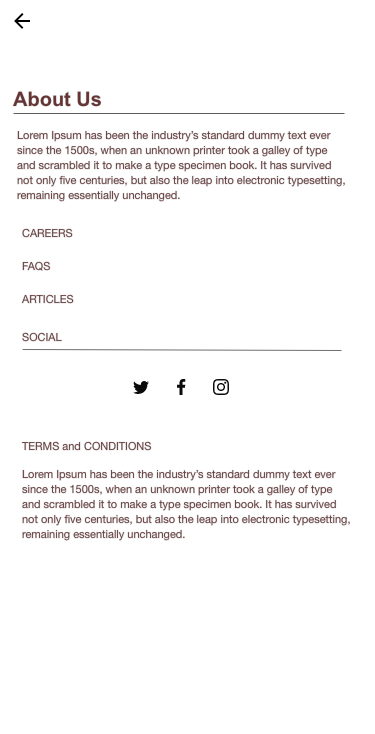 About Us
Lorem Ipsum has been the industry's standard dummy text ever
since the 1500s, when an unknown printer took a galley of type
and scrambled it to make a type specimen book. It has survived
not only five centuries, but also the leap into electronic typesetting,
remaining essentially unchanged.
CAREERS
FAQS
ARTICLES
SOCIAL
TERMS and CONDITIONS
Lorem Ipsum has been the industry's standard dummy text ever
since the 1500s, when an unknown printer took a galley of type
and scrambled it to make a type specimen book. It has survived
not only five centuries, but also the leap into electronic typesetting,
remaining essentially unchanged.